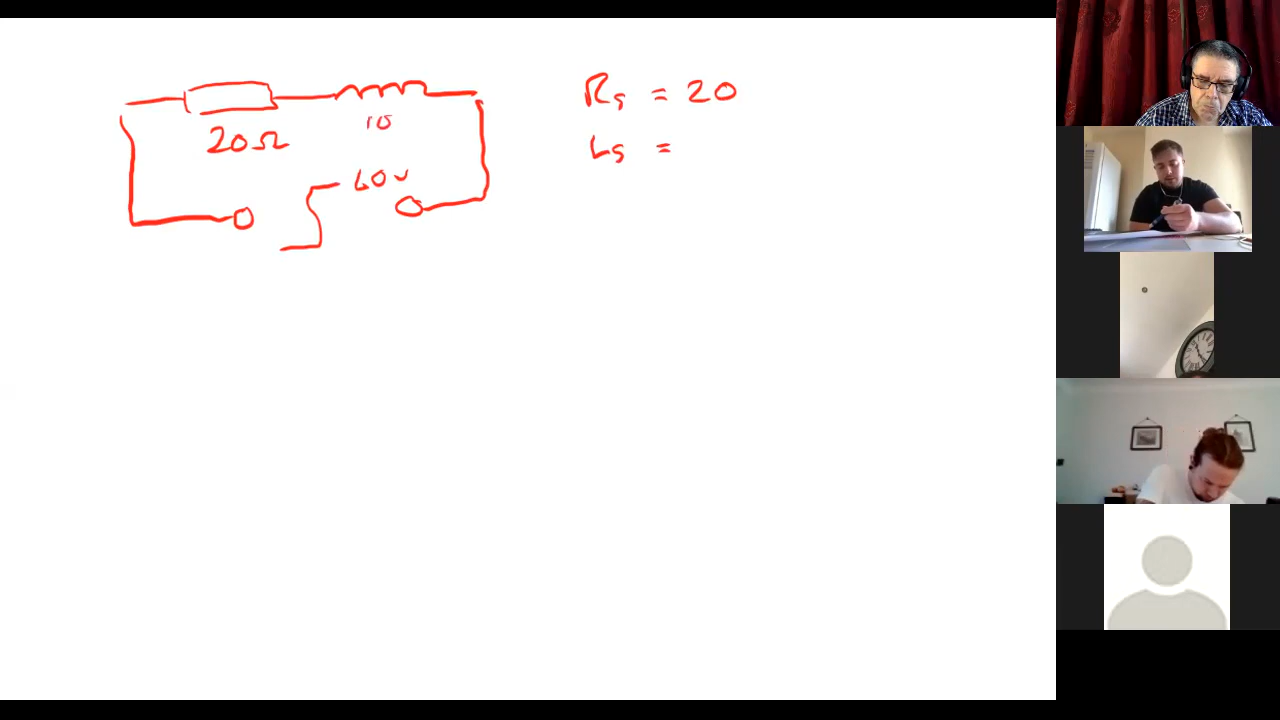 Rs = 20
Ls =
20Ω
10
60v